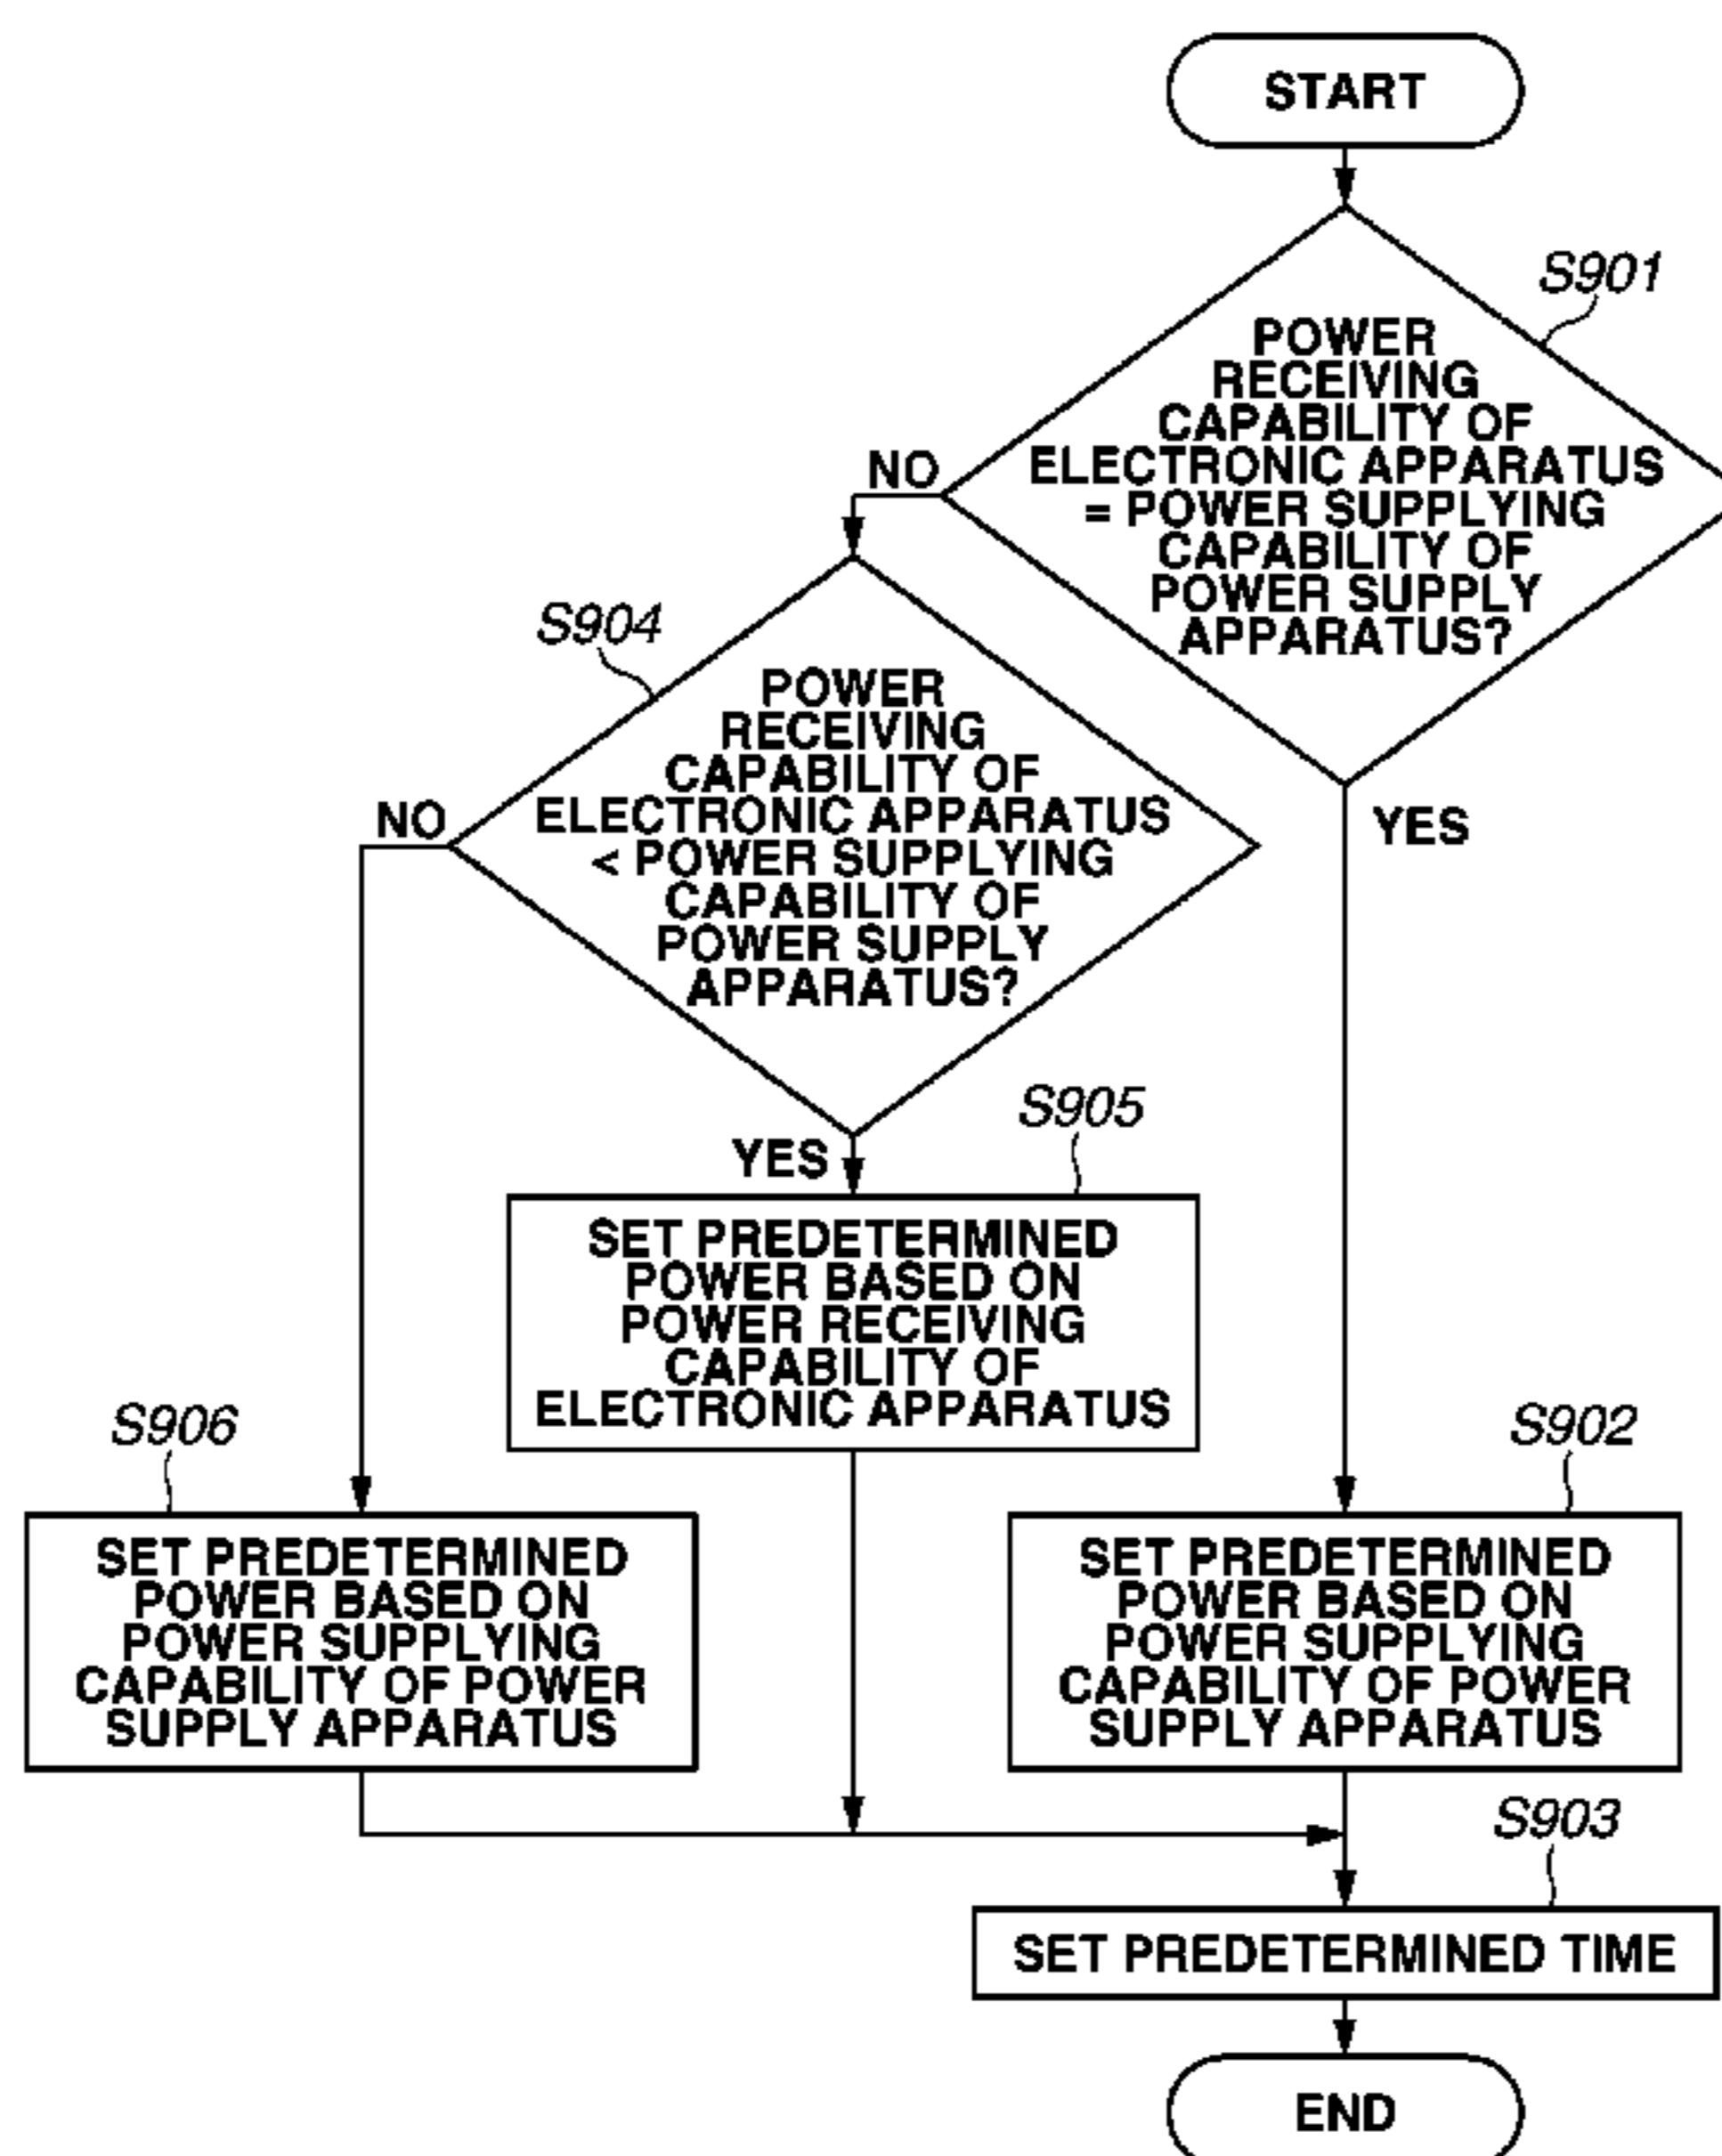 START
S901
POWER
RECEIVING
CAPABILITY OF
ELECTRONIC APPARATUS
= POWER SUPPLYING
CAPABILITY OF
POWER SUPPLY
APPARATUS?
NO
YES
S904
POWER
RECEIVING
CAPABILITY OF
ELECTRONIC APPARATUS
< POWER SUPPLYING
CAPABILITY OF
POWER SUPPLY
APPARATUS?
NO
YES
S905
SET PREDETERMINED
POWER BASED ON
POWER RECEIVING
CAPABILITY OF
ELECTRONIC APPARATUS
S906
SET PREDETERMINED
POWER BASED ON
POWER SUPPLYING
CAPABILITY OF POWER
SUPPLY APPARATUS
S902
SET PREDETERMINED
POWER BASED ON
POWER SUPPLYING
CAPABILITY OF POWER
SUPPLY APPARATUS
S903
SET PREDETERMINED TIME
END